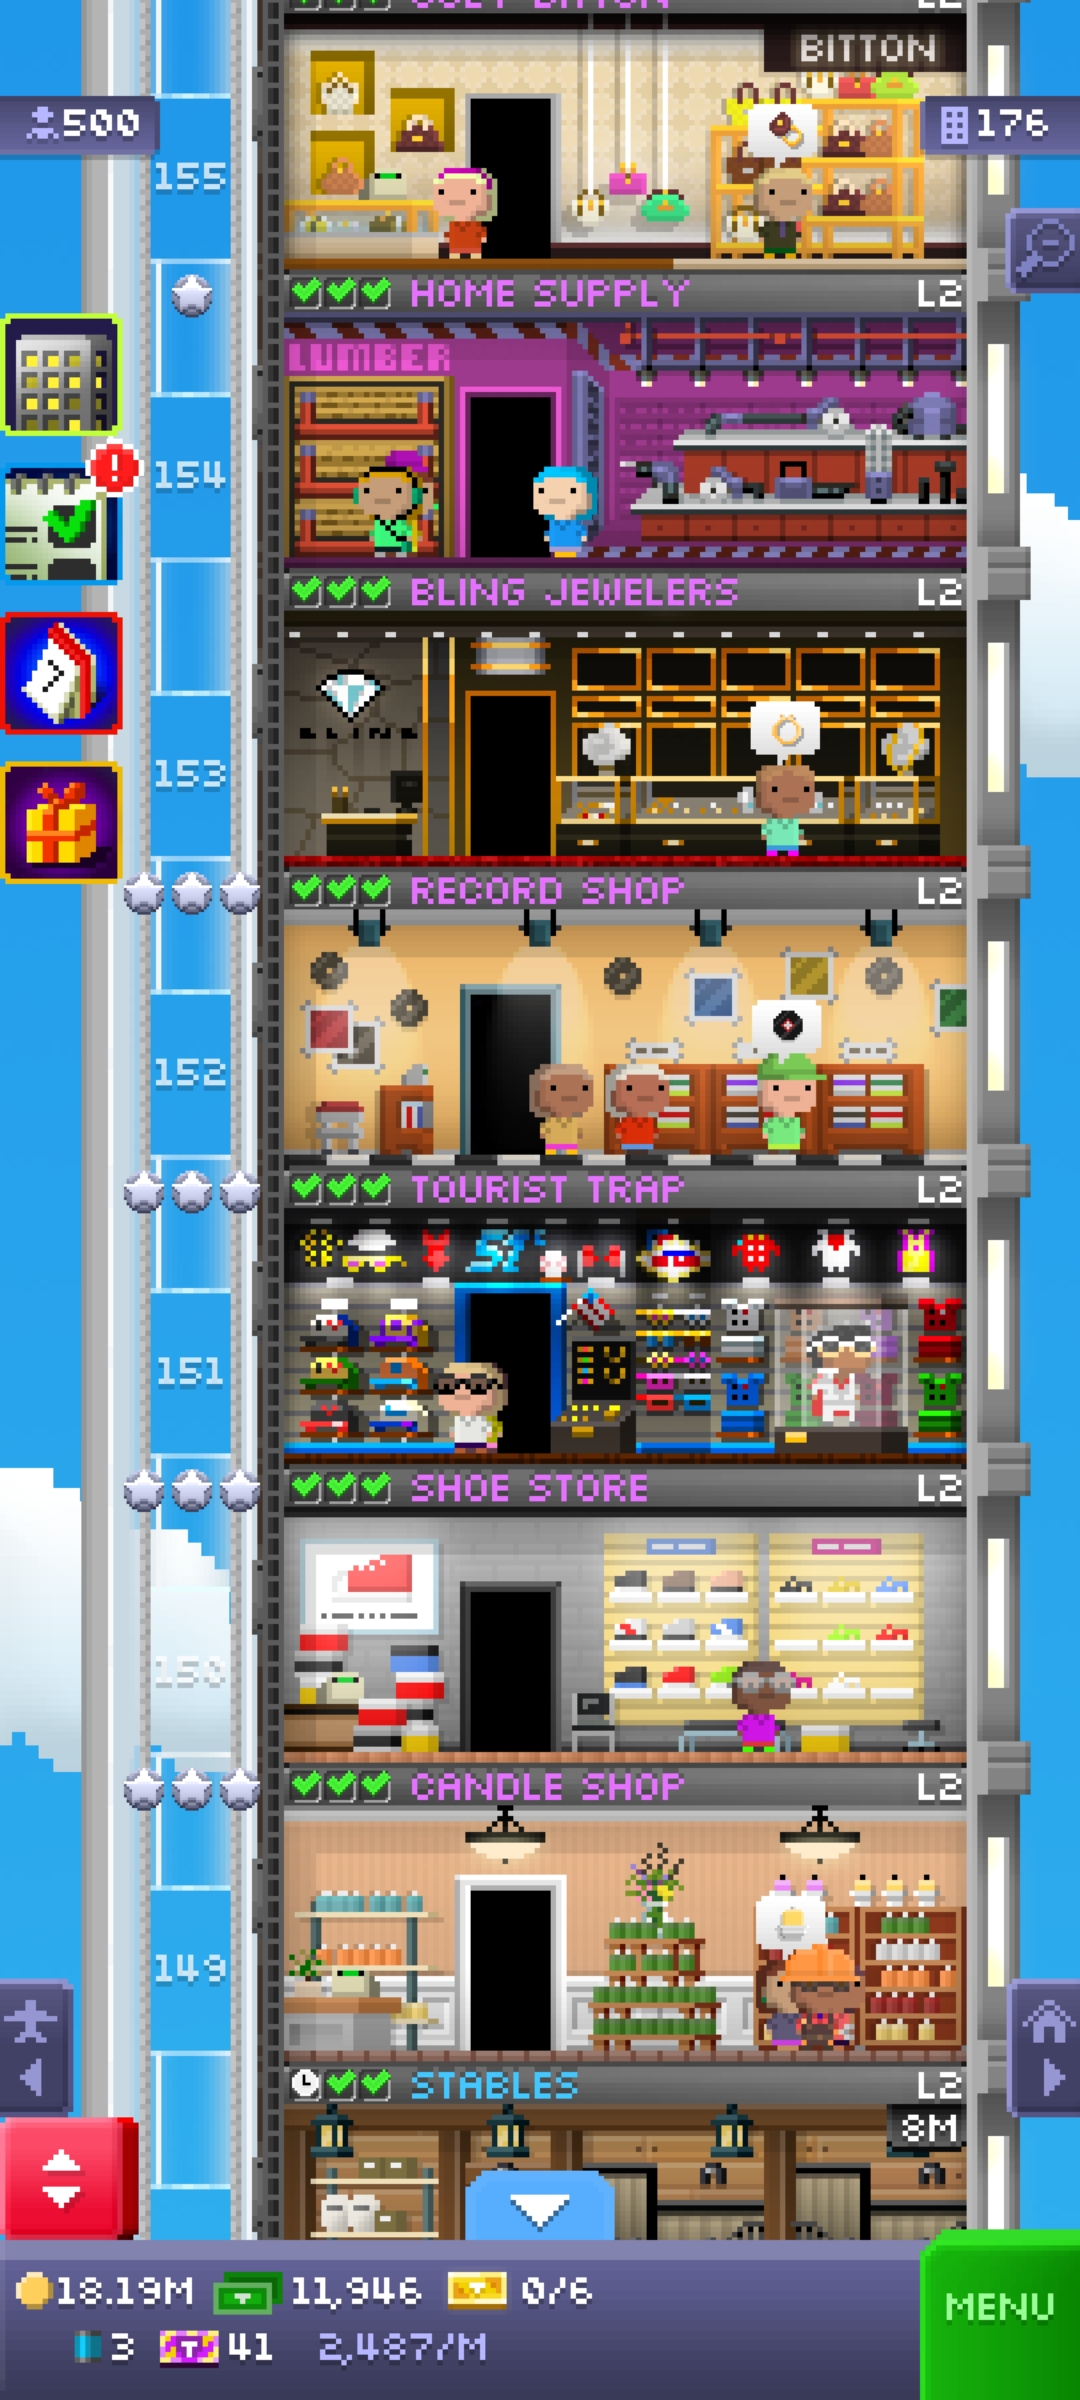 L2
BITTON
500
176
155
HOME SUPPLY L2
LUMBER
154
BLING JEWELERS L2
BLING
153
RECORD SHOP L2
152
TOURIST TRAP L2
151
SHOE STORE L2
150
CANDLE SHOP L2
149
STABLES L2
8M
18.19M 11,946 0/6
MENU
3 T 41 2,487/M